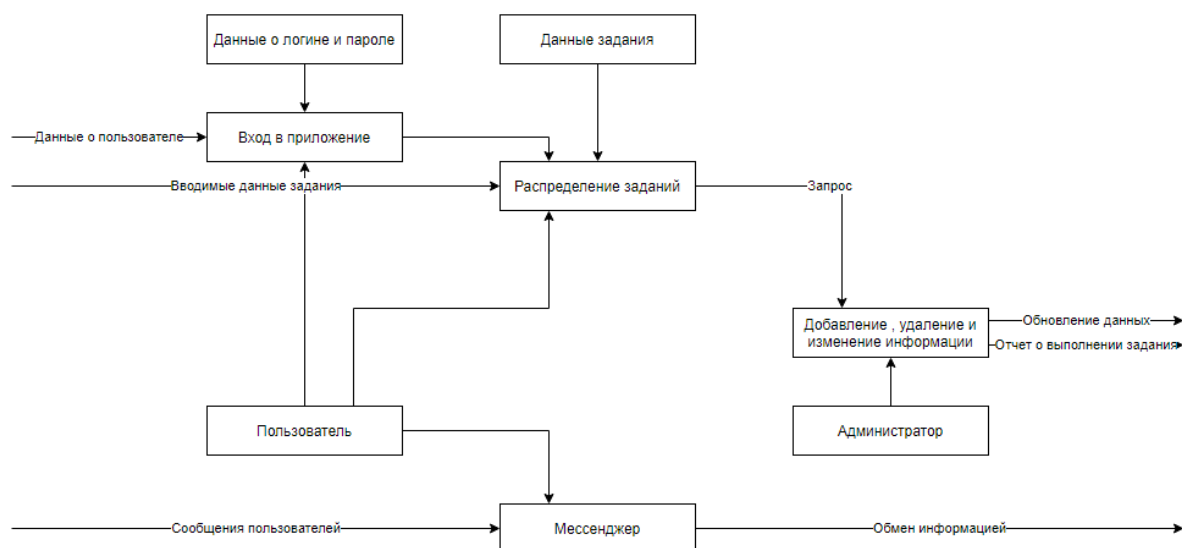 Данные о логине и пароле
Данные задания
Данные о пользователе
Вход в приложение
Вводимые данные задания
Распределение заданий
Запрос
Добавление , удаление и
изменение информации
Обновление данных
Отчет о выполнении задания
Пользователь
Администратор
Сообщения пользователей
Мессенджер
Обмен информацией